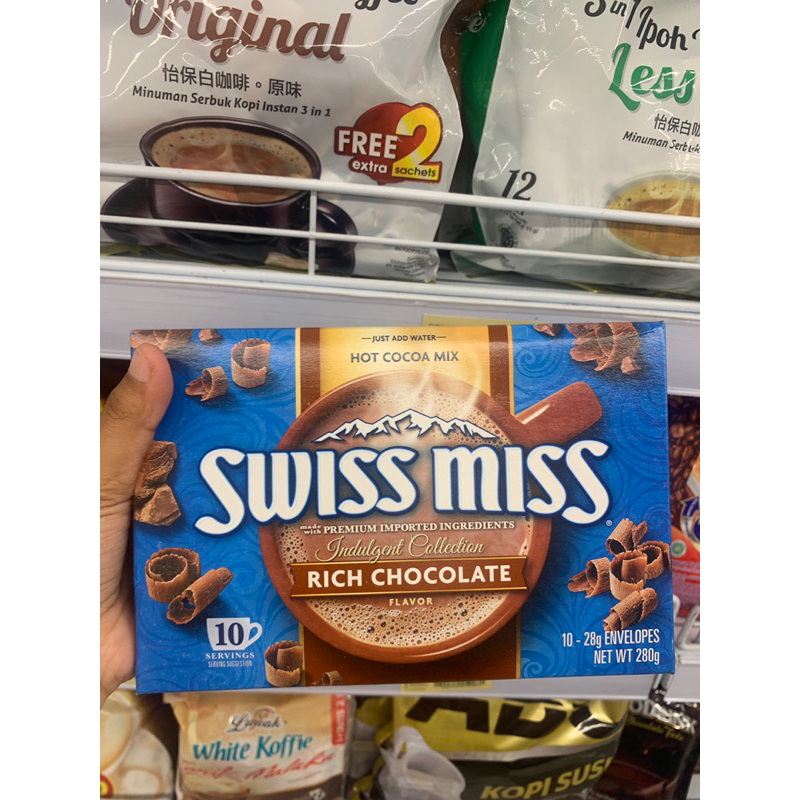 Original
怡保白咖啡。原味
Minuman Serbuk Kopi Instan 3 in 1
FREE 2
extra sachets
3 in 1 Ipoh
Less
怡保白咖
Minuman Serbuk
12
JUST ADD WATER
HOT COCOA MIX
SWISS MISS®
made with PREMIUM IMPORTED INGREDIENTS
Indulgent Collection
RICH CHOCOLATE
FLAVOR
10
SERVINGS
SERVING SUGGESTION
10 - 28g ENVELOPES
NET WT 280g
Luwak
White Koffie
KOPI SUS